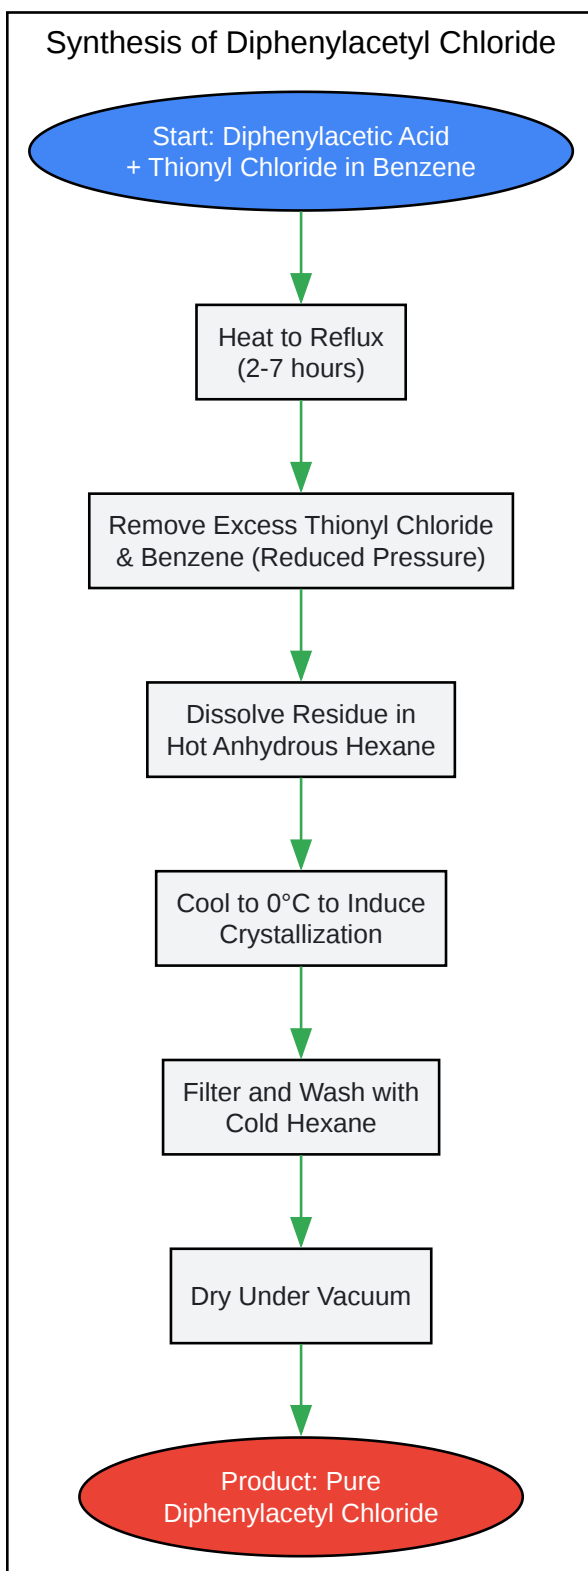 Synthesis of Diphenylacetyl Chloride
Start: Diphenylacetic Acid
+ Thionyl Chloride in Benzene
Heat to Reflux
(2-7 hours)
Remove Excess Thionyl Chloride
& Benzene (Reduced Pressure)
Dissolve Residue in
Hot Anhydrous Hexane
Cool to 0°C to Induce
Crystallization
Filter and Wash with
Cold Hexane
Dry Under Vacuum
Product: Pure
Diphenylacetyl Chloride